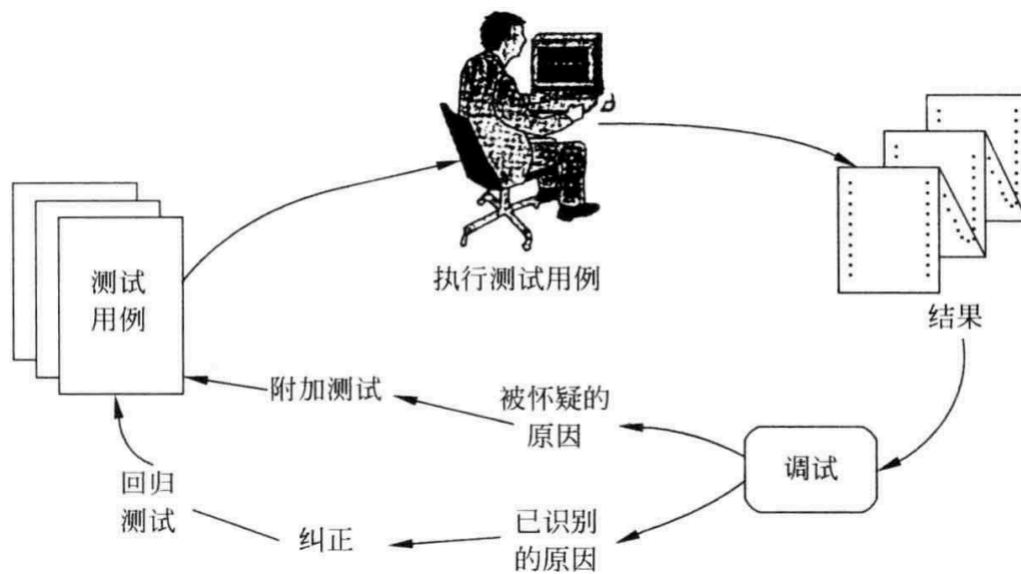 执行测试用例
测试
用例
结果
附加测试
被怀疑的
原因
调试
回归
测试
纠正
已识别
的原因